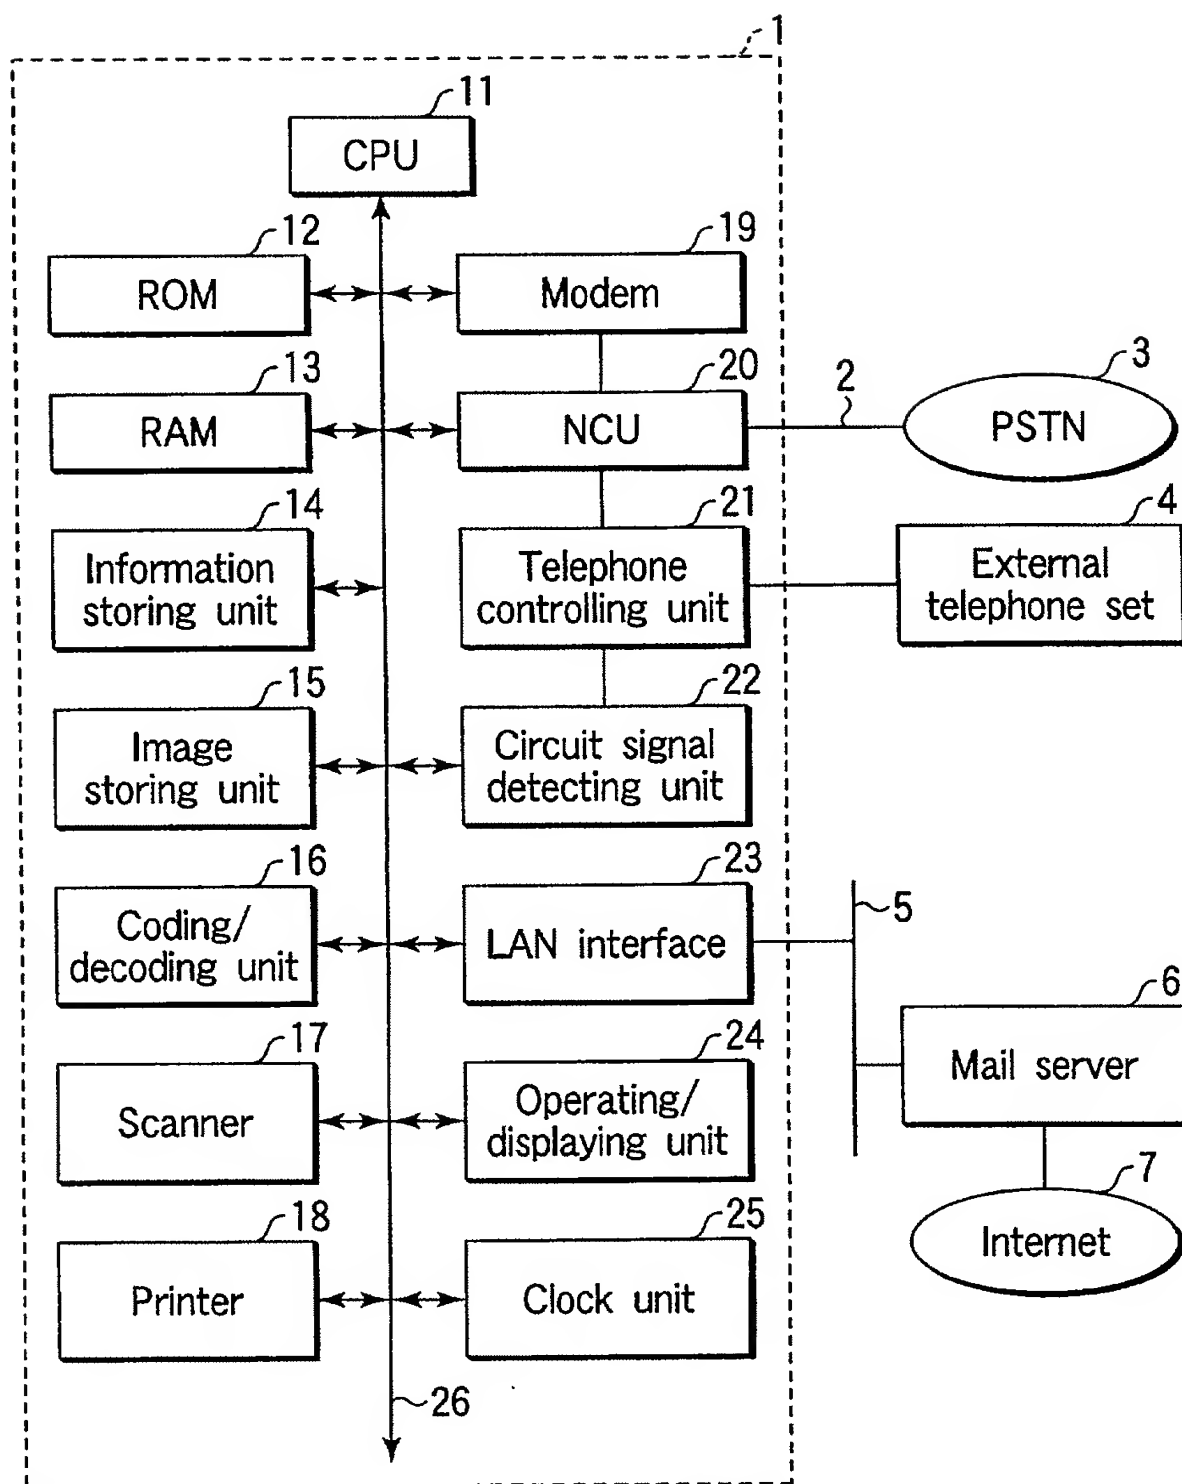 1
11
CPU
12
ROM
19
Modem
13
RAM
20
NCU
2
3
PSTN
14
Information
storing unit
21
Telephone
controlling unit
4
External
telephone set
15
Image
storing unit
22
Circuit signal
detecting unit
16
Coding/
decoding unit
23
LAN interface
5
6
Mail server
17
Scanner
24
Operating/
displaying unit
7
Internet
18
Printer
25
Clock unit
26